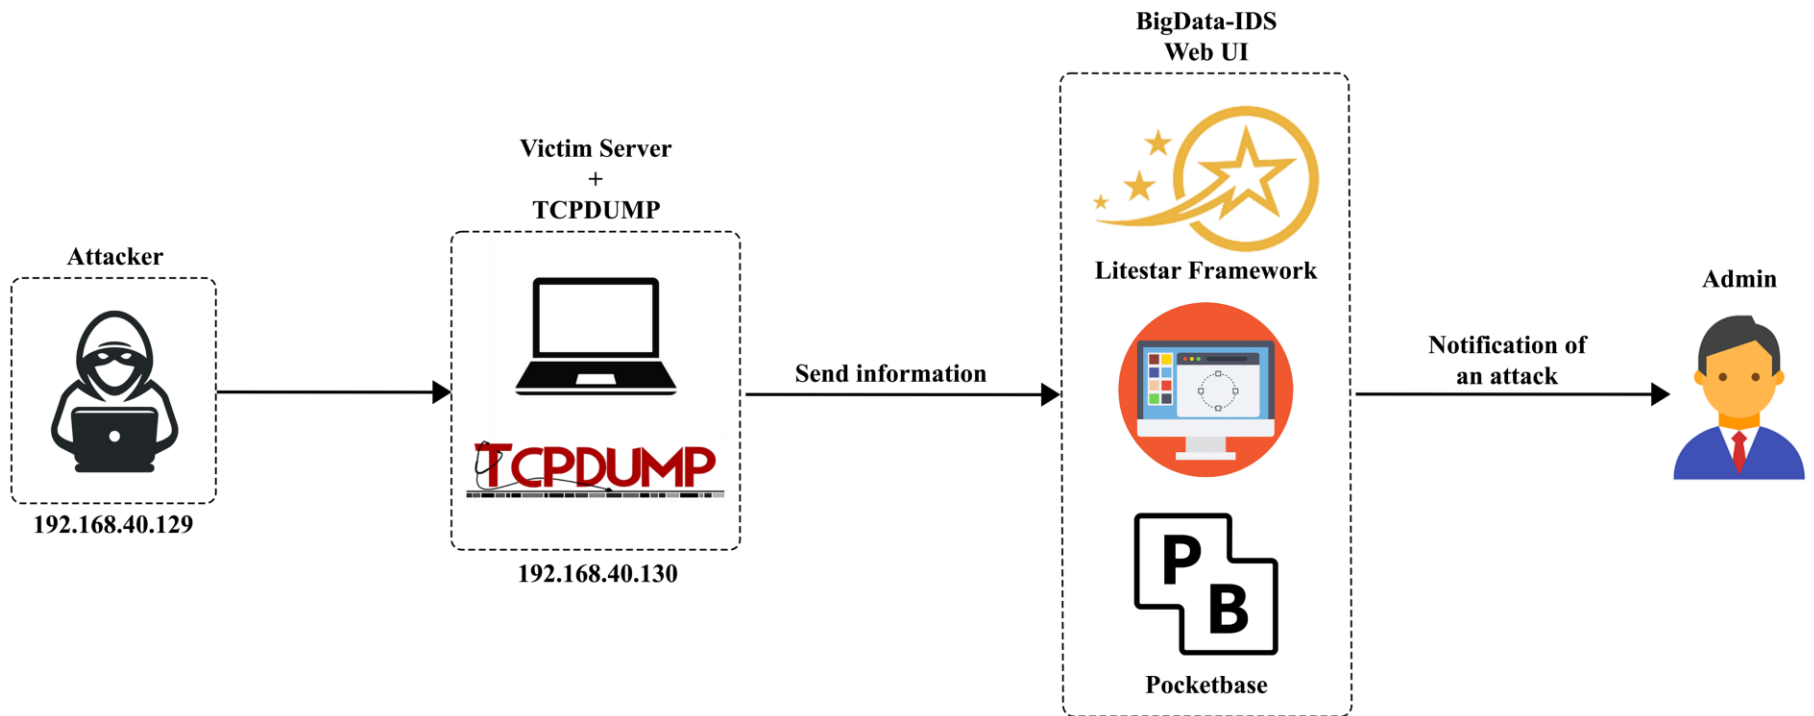 BigData-IDS
Web UI
Victim Server
+
TCPDUMP
Attacker
192.168.40.129
TCPDUMP
192.168.40.130
Send information
Litestar Framework
P
B
Pocketbase
Notification of
an attack
Admin